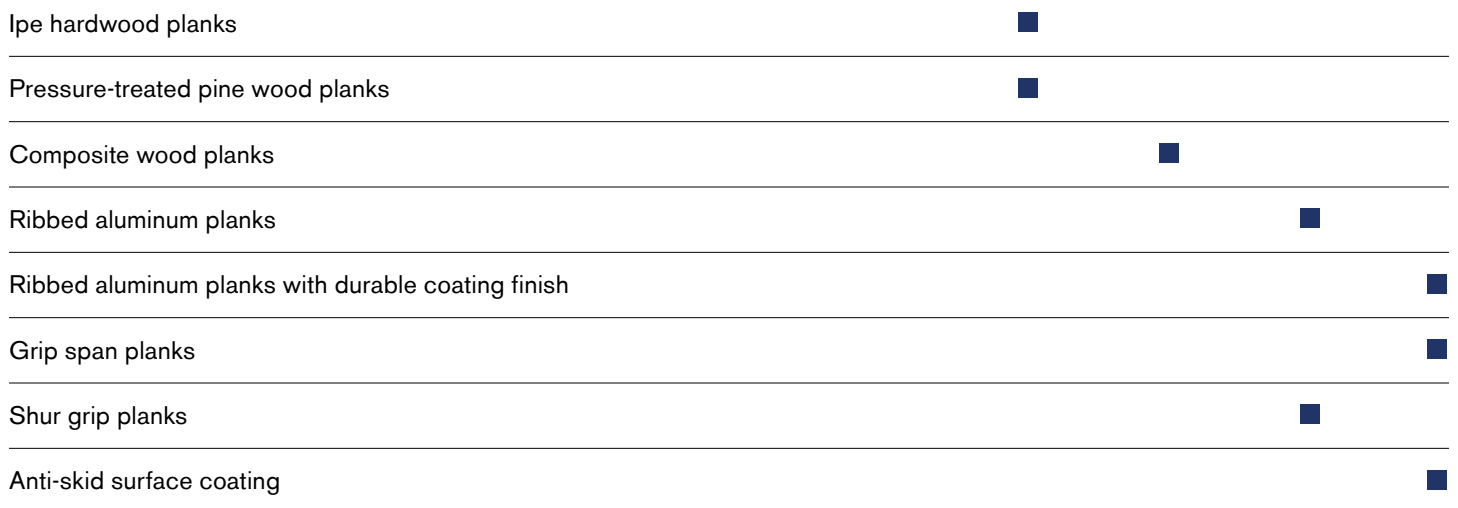 Ipe hardwood planks
Pressure-treated pine wood planks
Composite wood planks
Ribbed aluminum planks
Ribbed aluminum planks with durable coating finish
Grip span planks
Shur grip planks
Anti-skid surface coating